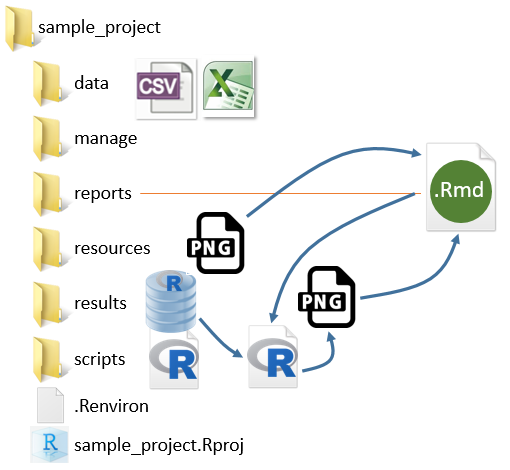 sample_project
data
CSV
X
manage
reports
.Rmd
resources
PNG
results
R
PNG
scripts
R
R
.Renviron
R
sample_project.Rproj